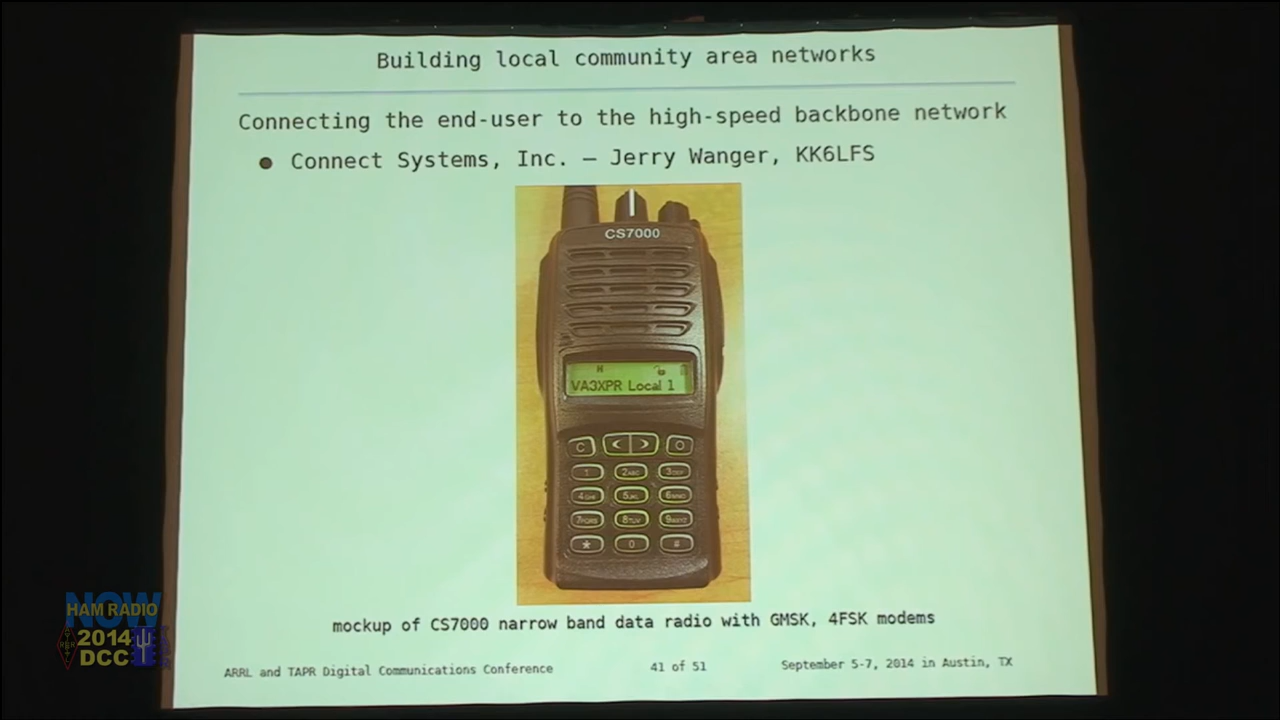 Building local community area networks
Connecting the end-user to the high-speed backbone network
● Connect Systems, Inc. – Jerry Wanger, KK6LFS
CS7000
VA3XPR Local 1
C < > O
1 2ABC 3DEF
4GHI 5JKL 6MNO
7PQRS 8TUV 9WXYZ
* 0 #
mockup of CS7000 narrow band data radio with GMSK, 4FSK modems
ARRL and TAPR Digital Communications Conference 41 of 51 September 5-7, 2014 in Austin, TX
NOW
HAM RADIO
2014
DCC